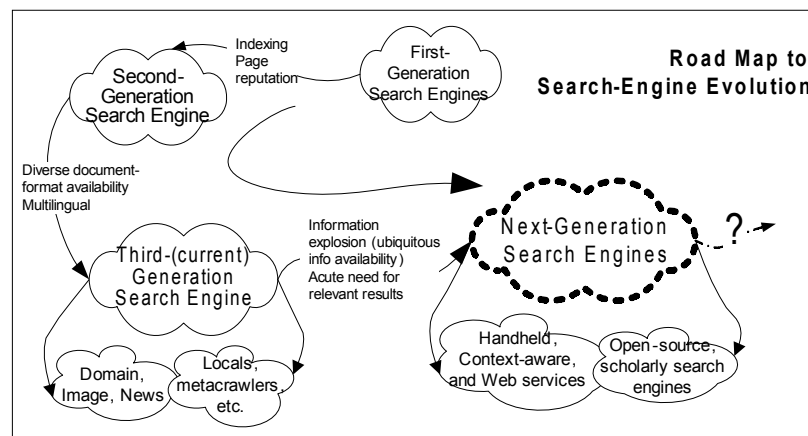 Road Map to
Search-Engine Evolution
First-
Generation
Search Engines
Indexing
Page
reputation
Second-
Generation
Search Engine
Diverse document-
format availability
Multilingual
Third-(current)
Generation
Search Engine
Domain,
Image, News
Locals,
metacrawlers,
etc.
Information
explosion (ubiquitous
info availability)
Acute need for
relevant results
Next-Generation
Search Engines
?
Handheld,
Context-aware,
and Web services
Open-source,
scholarly search
engines